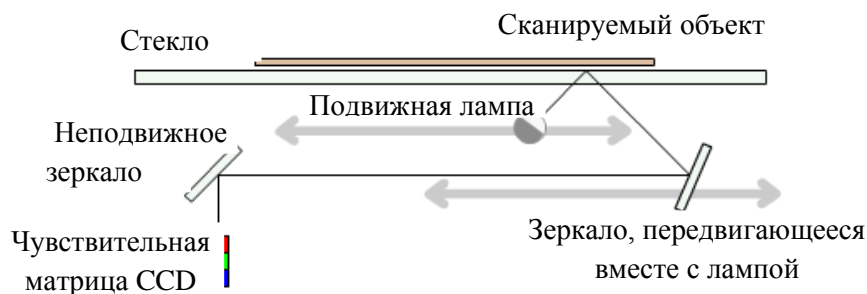 Сканируемый объект
Стекло
Подвижная лампа
Неподвижное
зеркало
Чувствительная
матрица CCD
Зеркало, передвигающееся
вместе с лампой